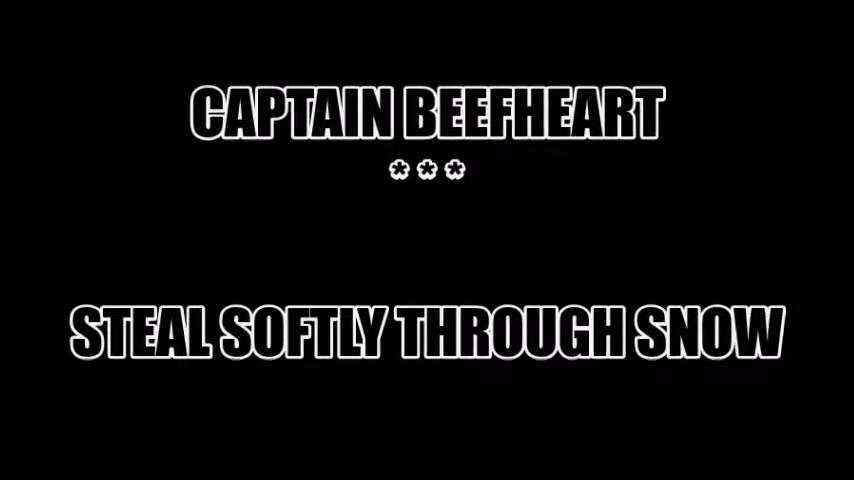 CAPTAIN BEEFHEART
* * *
STEAL SOFTLY THROUGH SNOW